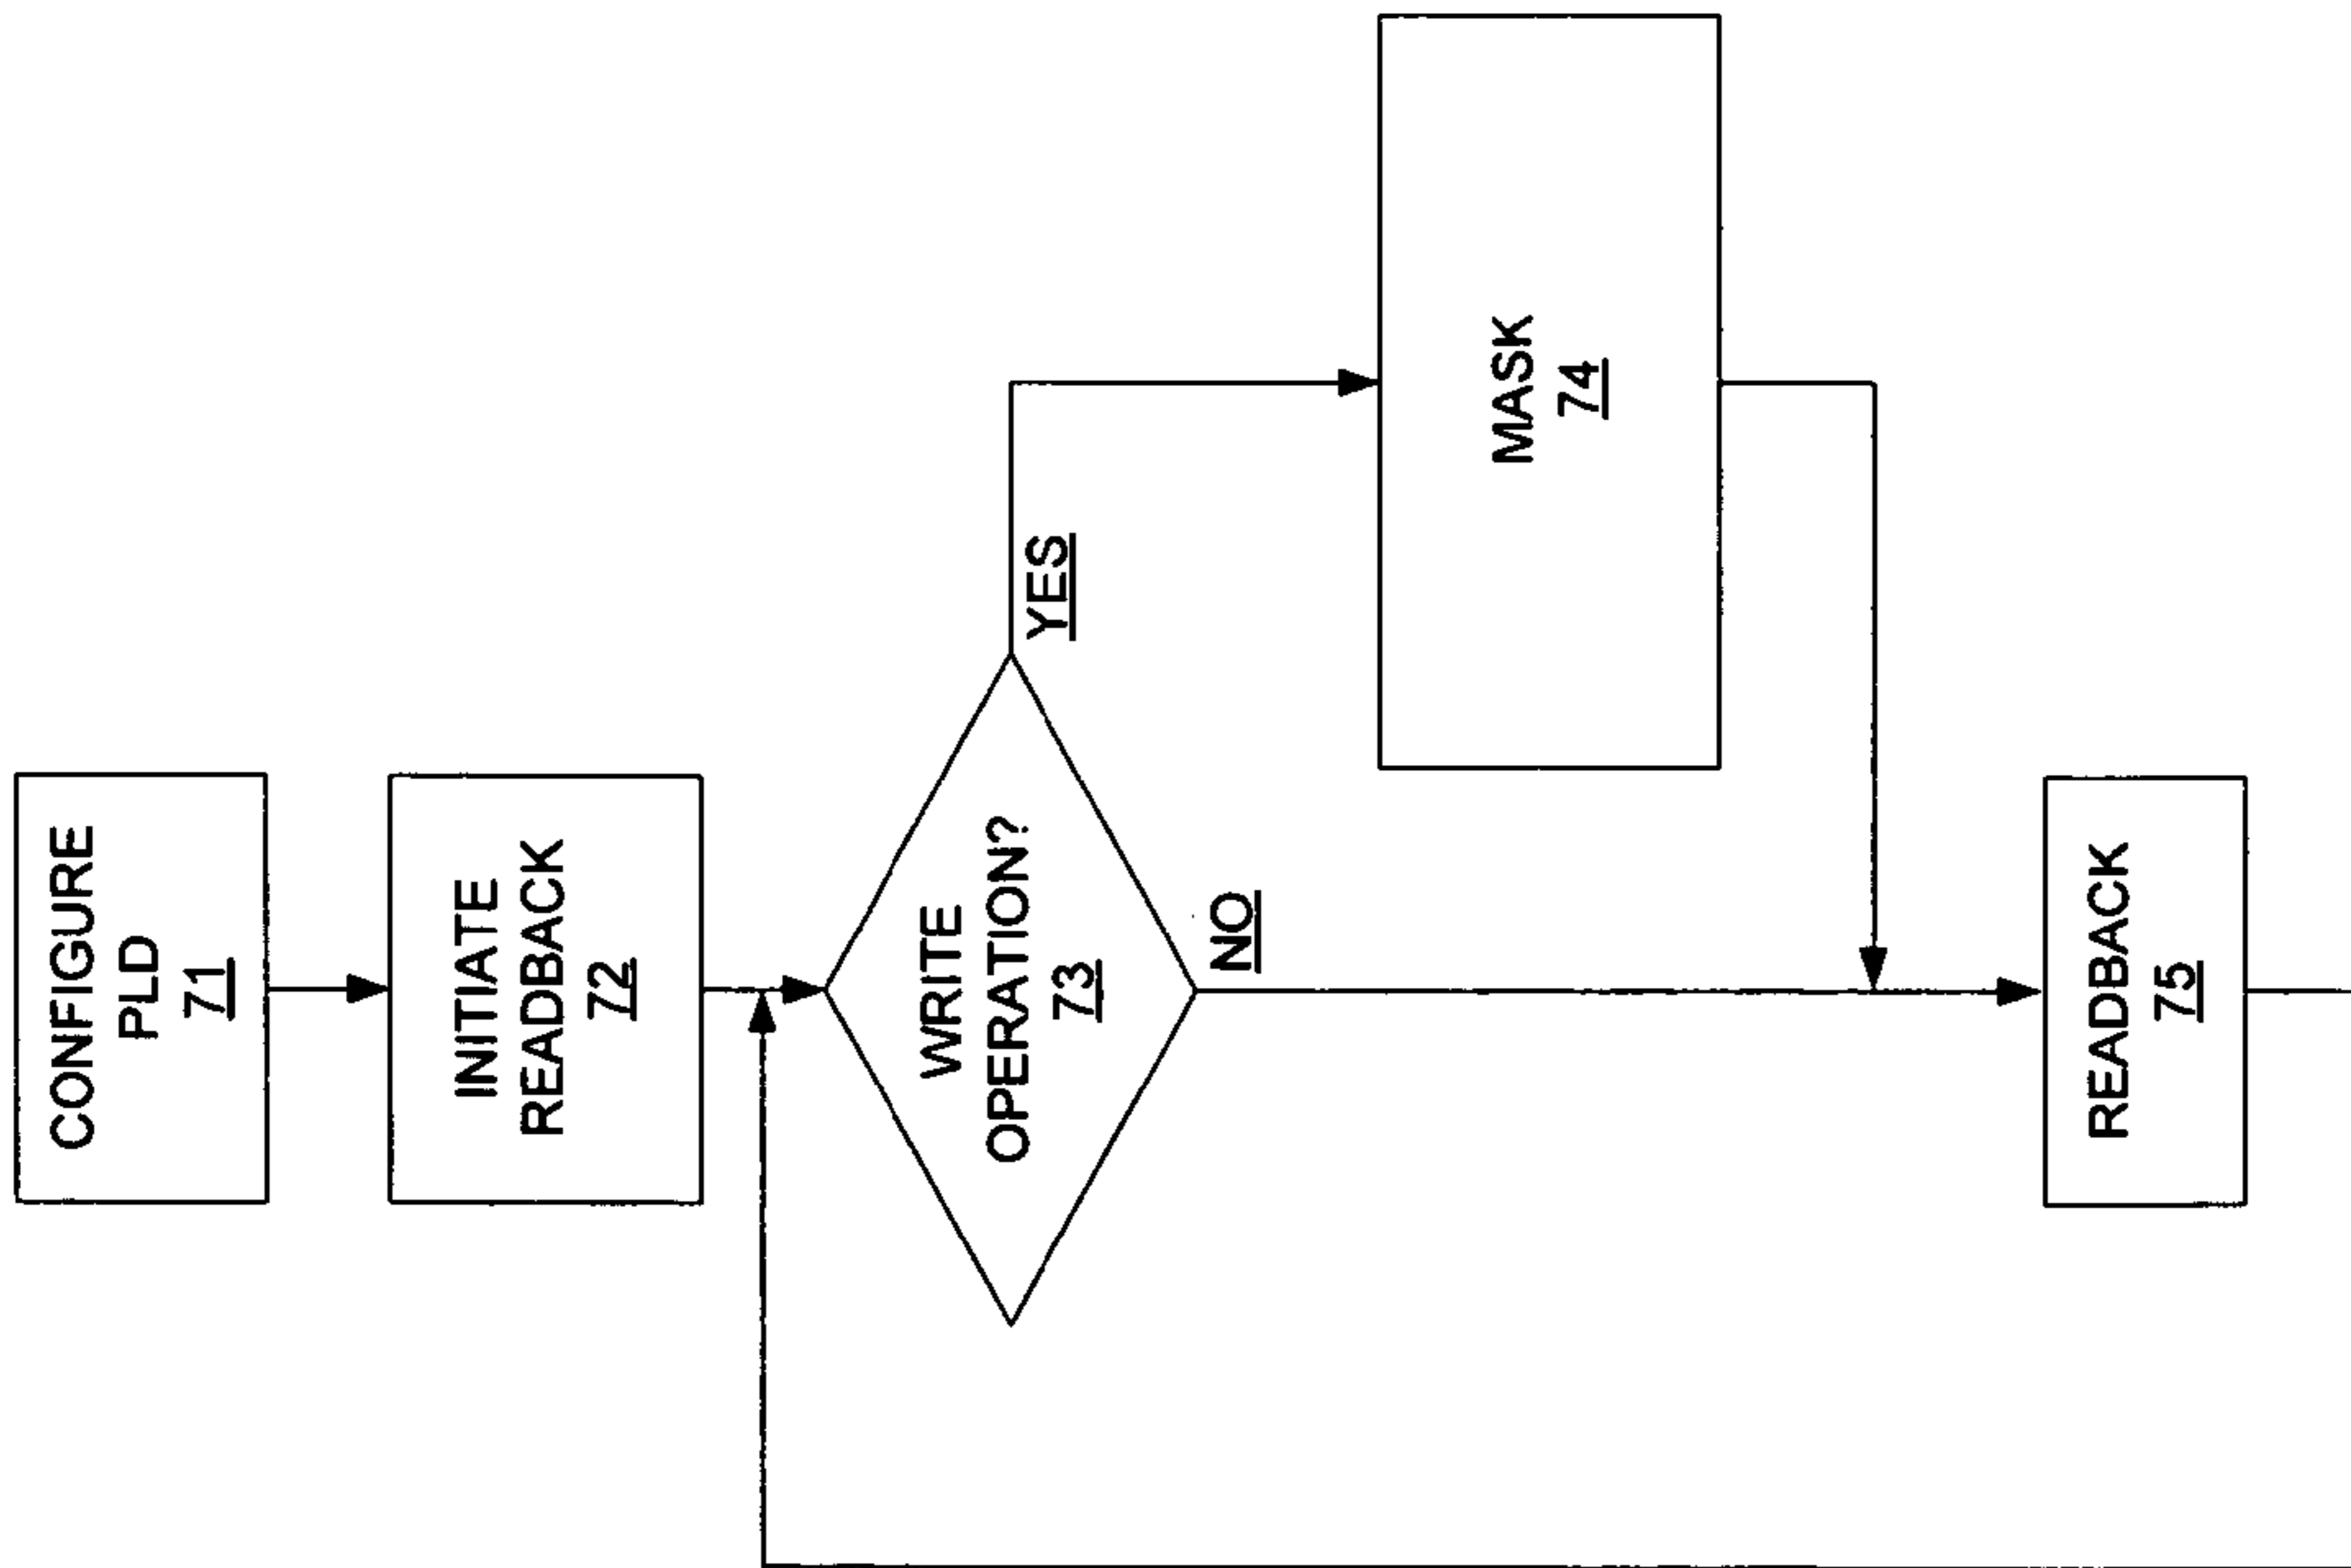 CONFIGURE
PLD
71
INITIATE
READBACK
72
WRITE
OPERATION?
73
YES
NO
MASK
74
READBACK
75